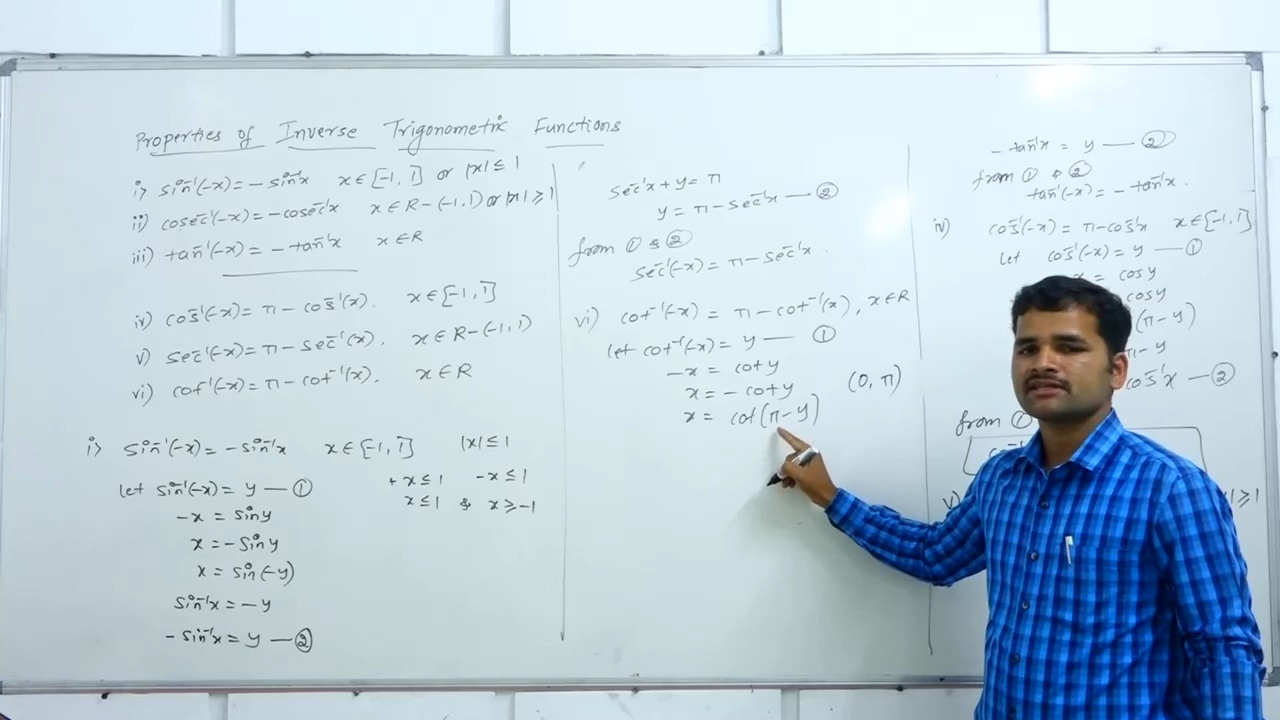 Properties of Inverse Trigonometric Functions
i) sin⁻¹(-x) = -sin⁻¹x x∈[-1,1] or |x| ≤ 1
ii) cosec⁻¹(-x) = -cosec⁻¹x x∈R-(-1,1) or |x| ≥ 1
iii) tan⁻¹(-x) = -tan⁻¹x x∈R
iv) cos⁻¹(-x) = π - cos⁻¹(x). x∈[-1,1]
v) sec⁻¹(-x) = π - sec⁻¹(x). x∈R-(-1,1)
vi) cot⁻¹(-x) = π - cot⁻¹(x). x∈R
i) sin⁻¹(-x) = -sin⁻¹x x∈[-1,1] |x| ≤ 1
let sin⁻¹(-x) = y — ① +x ≤ 1 -x ≤ 1
-x = sin y x ≤ 1 & x ≥ -1
x = -sin y
x = sin(-y)
sin⁻¹x = -y
-sin⁻¹x = y — ②
sec⁻¹x + y = π
y = π - sec⁻¹x — ②
from ① & ②
sec⁻¹(-x) = π - sec⁻¹x.
vi) cot⁻¹(-x) = π - cot⁻¹(x), x∈R
let cot⁻¹(-x) = y — ①
-x = cot y
x = -cot y (0, π)
x = cot(π-y)
-tan⁻¹x = y — ②
from ① & ②
tan⁻¹(-x) = -tan⁻¹x.
iv) cos⁻¹(-x) = π - cos⁻¹x x∈[-1,1]
let cos⁻¹(-x) = y — ①
= cos y
cos y
(π-y)
-y
cos⁻¹x — ②
from ①
v) ≥ 1